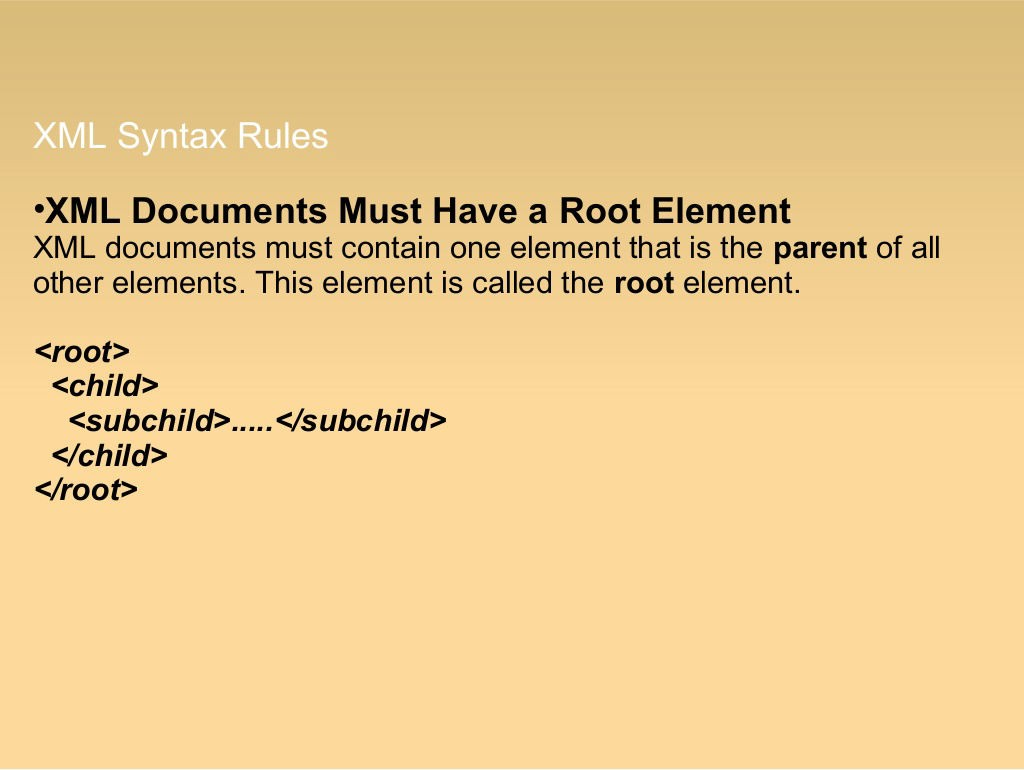 XML Syntax Rules
•XML Documents Must Have a Root Element
XML documents must contain one element that is the parent of all
other elements. This element is called the root element.
<root>
  <child>
    <subchild>.....</subchild>
  </child>
</root>